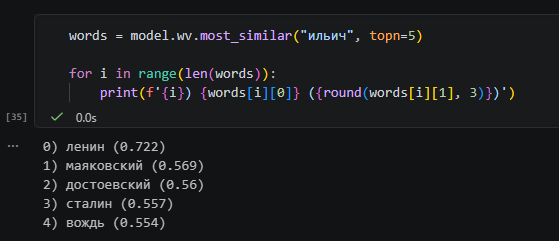 words = model.wv.most_similar("ильич", topn=5)
for i in range(len(words)):
print(f'{i}) {words[i][0]} ({round(words[i][1], 3)})')
[35]
0.0s
...
0) ленин (0.722)
1) маяковский (0.569)
2) достоевский (0.56)
3) сталин (0.557)
4) вождь (0.554)